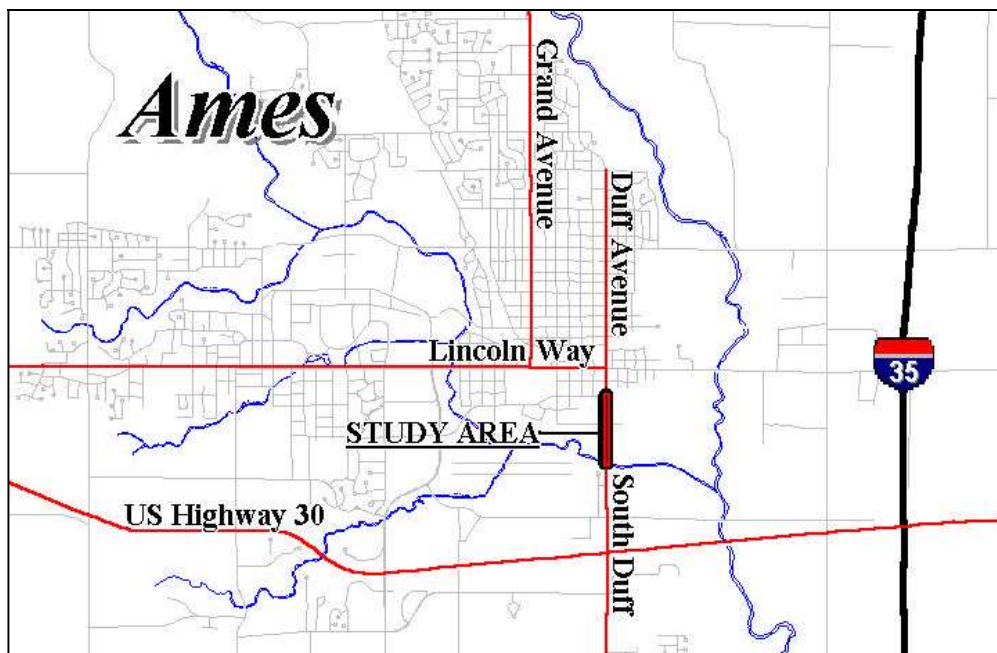 Ames
Grand Avenue
Duff Avenue
Lincoln Way
35
STUDY AREA
South Duff
US Highway 30